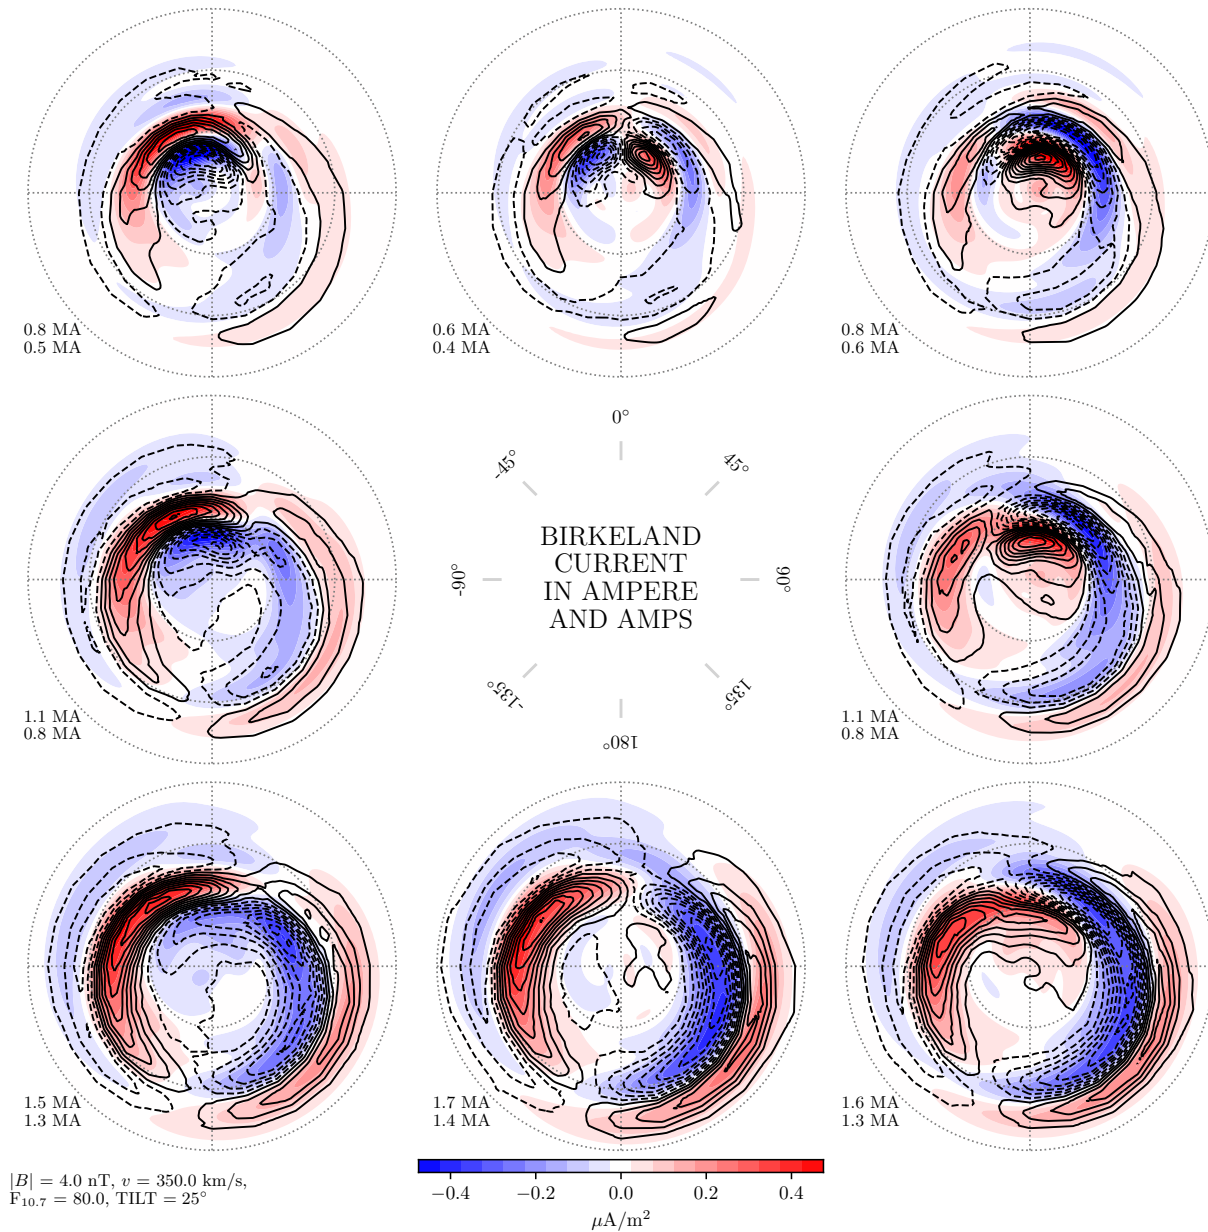 0.8 MA
0.5 MA
0.6 MA
0.4 MA
0.8 MA
0.6 MA
0°
-45°
45°
-90°
90°
BIRKELAND
CURRENT
IN AMPERE
AND AMPS
-135°
135°
180°
1.1 MA
0.8 MA
1.1 MA
0.8 MA
1.5 MA
1.3 MA
1.7 MA
1.4 MA
1.6 MA
1.3 MA
|B| = 4.0 nT, v = 350.0 km/s,
F₁₀.₇ = 80.0, TILT = 25°
−0.4 −0.2 0.0 0.2 0.4
μA/m²